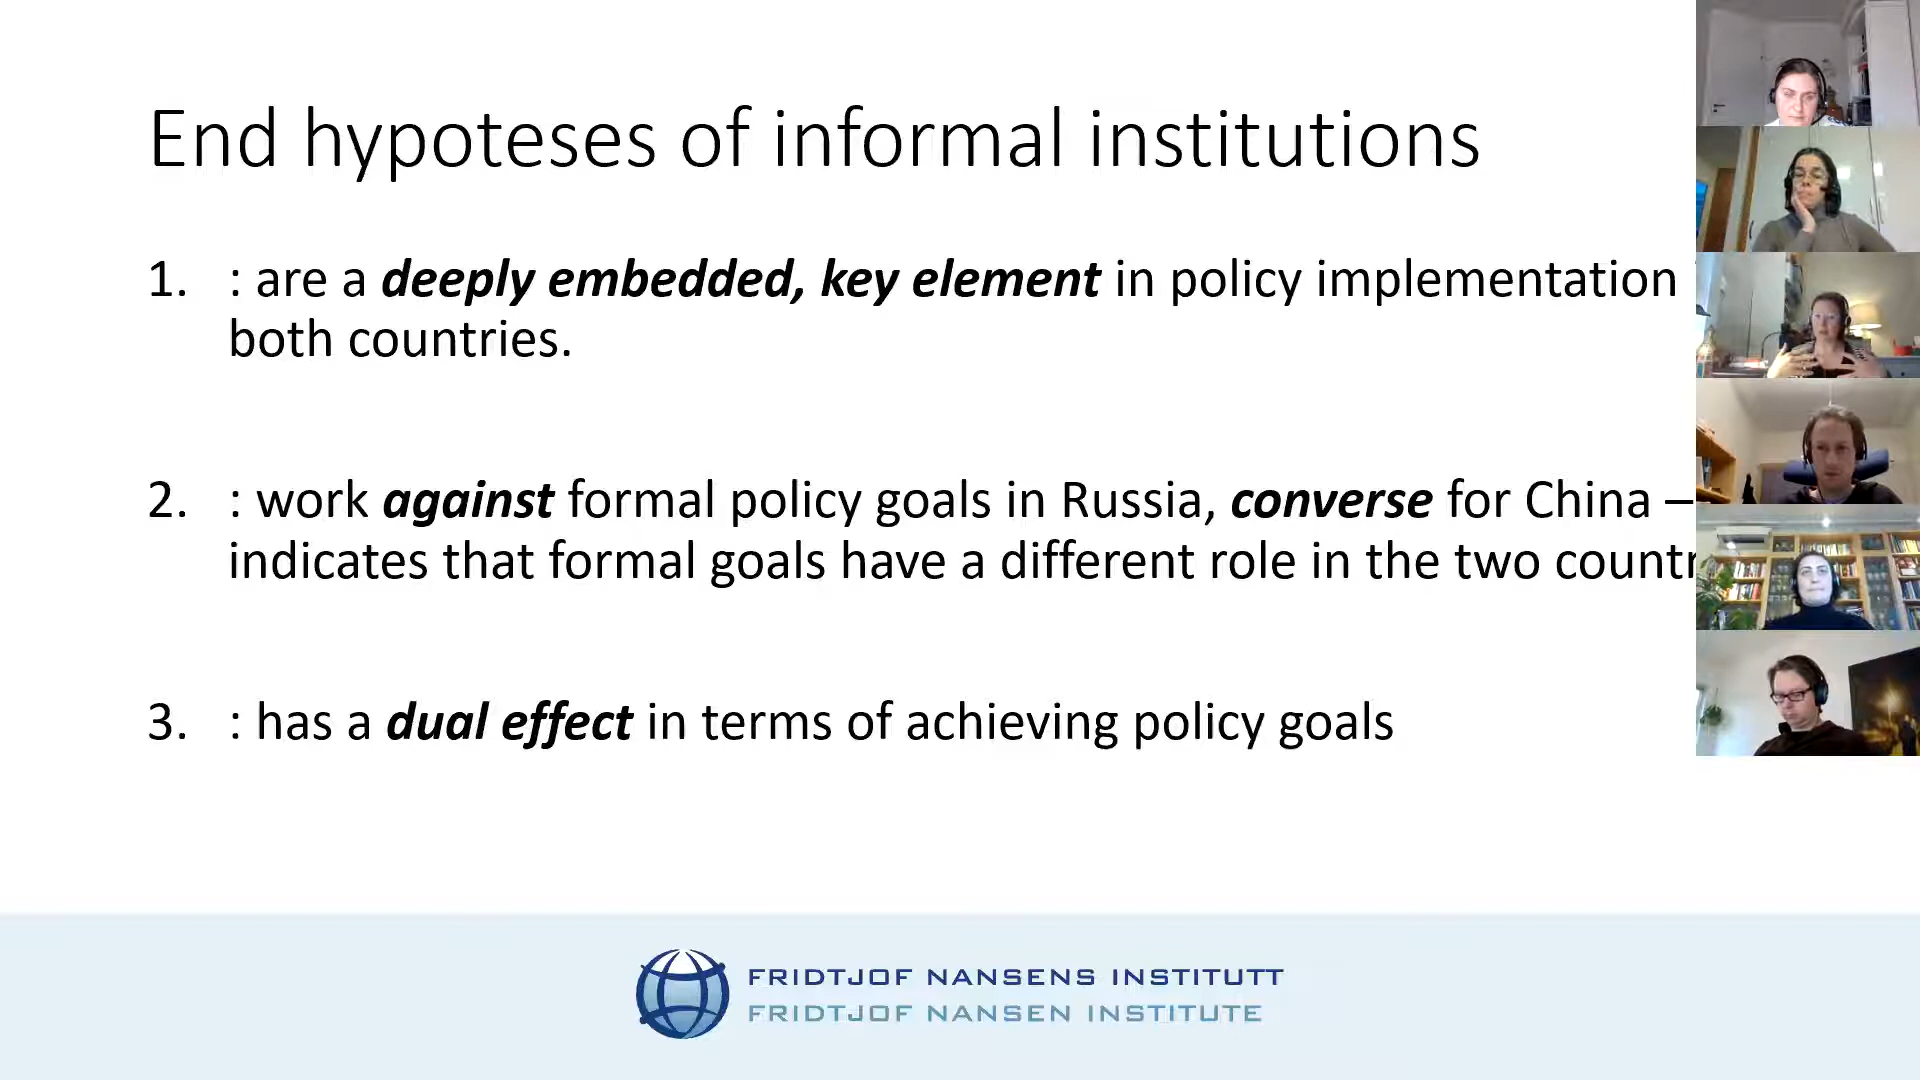 End hypoteses of informal institutions
1. : are a deeply embedded, key element in policy implementation
both countries.
2. : work against formal policy goals in Russia, converse for China –
indicates that formal goals have a different role in the two countr
3. : has a dual effect in terms of achieving policy goals
FRIDTJOF NANSENS INSTITUTT
FRIDTJOF NANSEN INSTITUTE